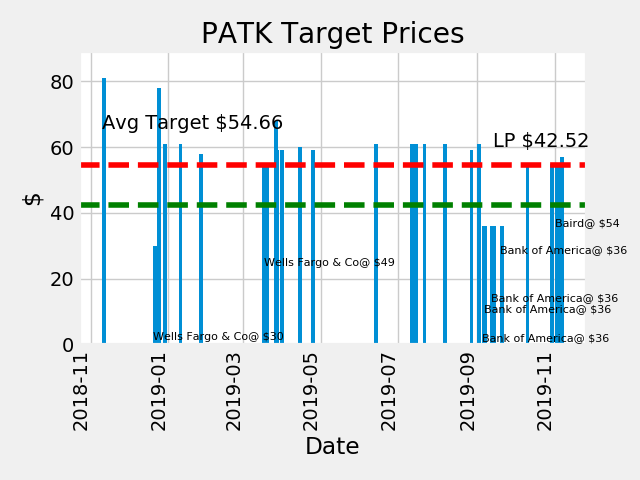 PATK Target Prices
Avg Target $54.66
LP $42.52
Baird@ $54
Bank of America@ $36
Wells Fargo & Co@ $49
Bank of America@ $36
Bank of America@ $36
Wells Fargo & Co@ $30
Bank of America@ $36
80
60
40
20
0
$
2018-11
2019-01
2019-03
2019-05
2019-07
2019-09
2019-11
Date